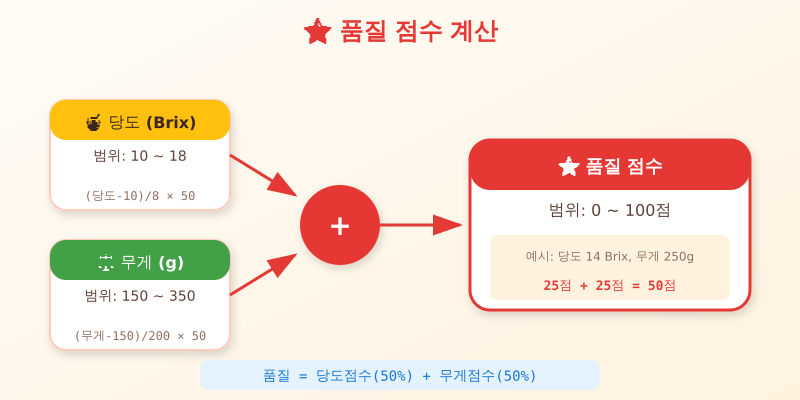 품질 점수 계산
당도 (Brix)
범위: 10 ~ 18
(당도-10)/8 × 50
무게 (g)
범위: 150 ~ 350
(무게-150)/200 × 50
+
품질 점수
범위: 0 ~ 100점
예시: 당도 14 Brix, 무게 250g
25점 + 25점 = 50점
품질 = 당도점수(50%) + 무게점수(50%)